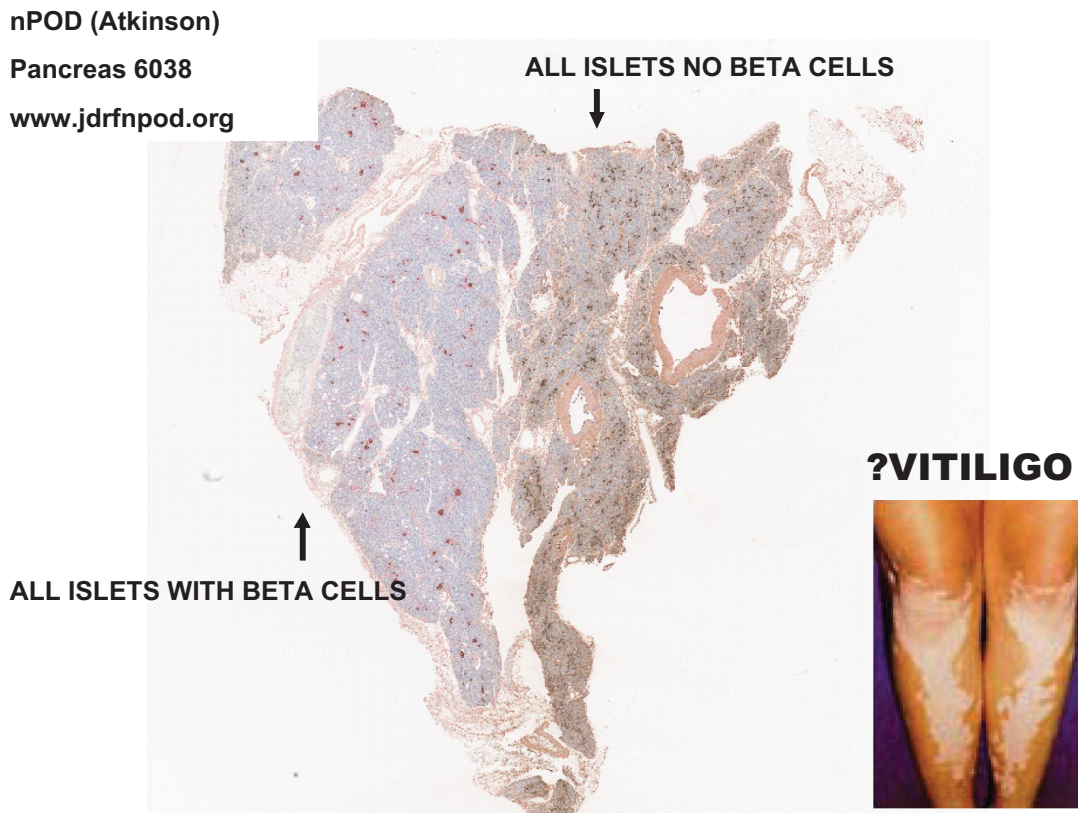 nPOD (Atkinson)
Pancreas 6038
www.jdrfnpod.org
ALL ISLETS NO BETA CELLS
?VITILIGO
ALL ISLETS WITH BETA CELLS